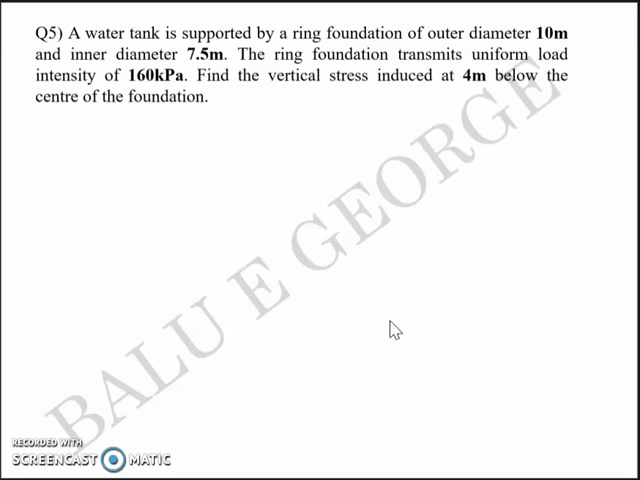 Q5) A water tank is supported by a ring foundation of outer diameter 10m
and inner diameter 7.5m. The ring foundation transmits uniform load
intensity of 160kPa. Find the vertical stress induced at 4m below the
centre of the foundation.
BALU E GEORGE
RECORDED WITH
SCREENCAST MATIC